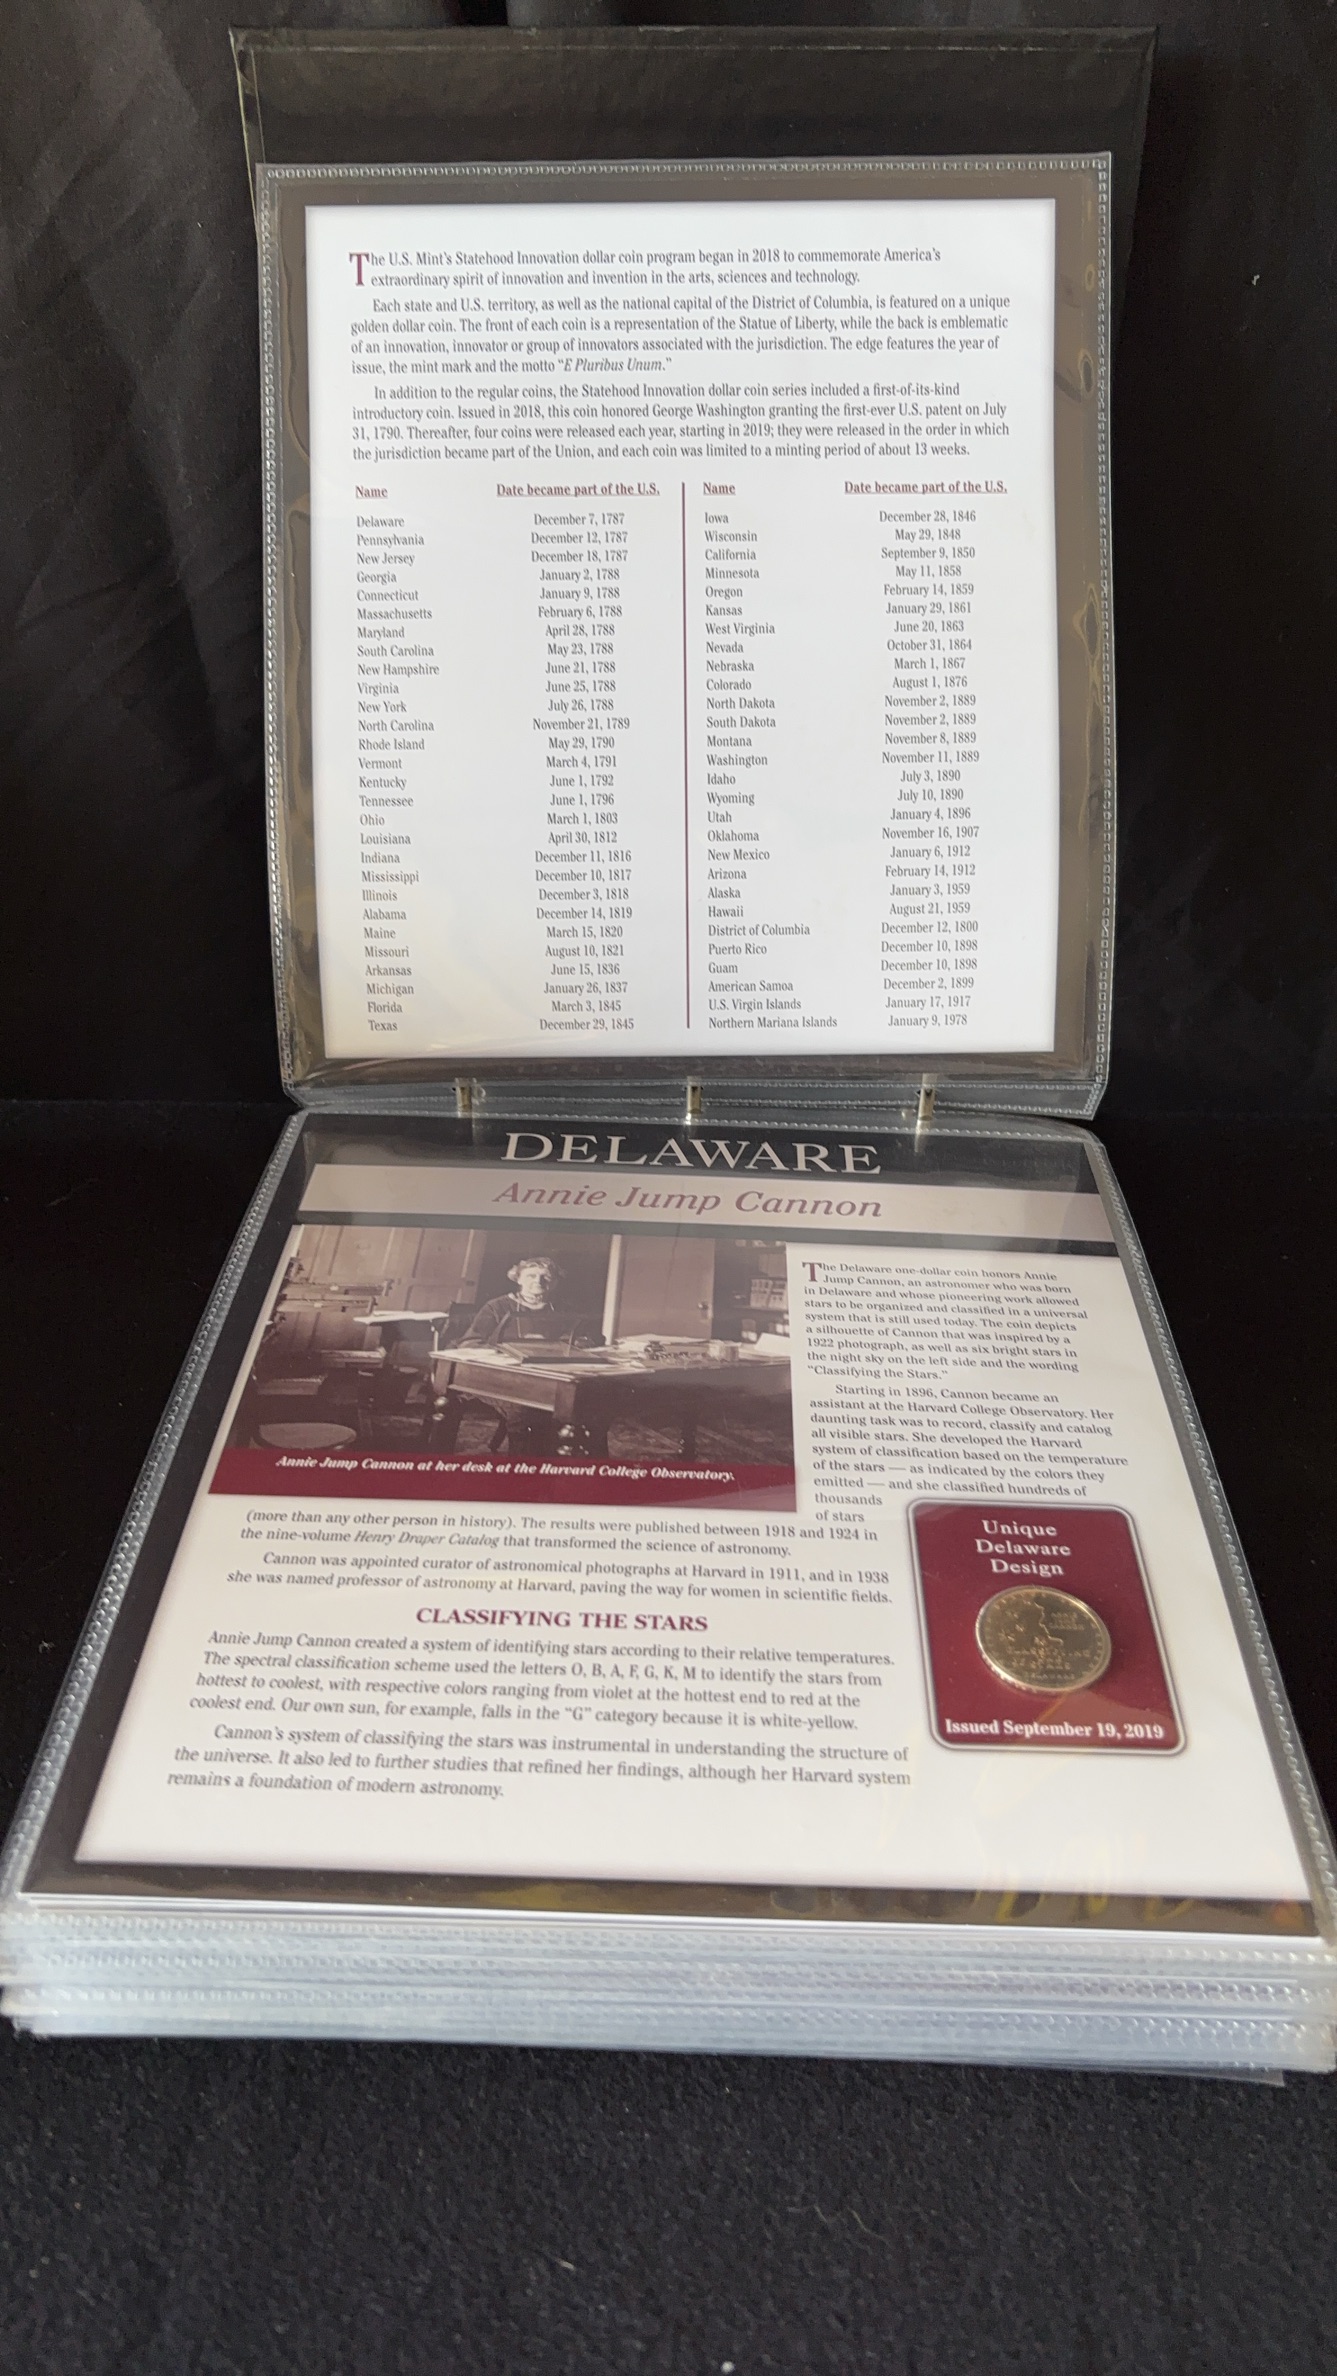 The U.S. Mint's Statehood Innovation dollar coin program began in 2018 to commemorate America's
extraordinary spirit of innovation and invention in the arts, sciences and technology.
Each state and U.S. territory, as well as the national capital of the District of Columbia, is featured on a unique
golden dollar coin. The front of each coin is a representation of the Statue of Liberty, while the back is emblematic
of an innovation, innovator or group of innovators associated with the jurisdiction. The edge features the year of
issue, the mint mark and the motto "E Pluribus Unum."
In addition to the regular coins, the Statehood Innovation dollar coin series included a first-of-its-kind
introductory coin. Issued in 2018, this coin honored George Washington granting the first-ever U.S. patent on July
31, 1790. Thereafter, four coins were released each year, starting in 2019; they were released in the order in which
the jurisdiction became part of the Union, and each coin was limited to a minting period of about 13 weeks.
Name Date became part of the U.S.
Delaware December 7, 1787
Pennsylvania December 12, 1787
New Jersey December 18, 1787
Georgia January 2, 1788
Connecticut January 9, 1788
Massachusetts February 6, 1788
Maryland April 28, 1788
South Carolina May 23, 1788
New Hampshire June 21, 1788
Virginia June 25, 1788
New York July 26, 1788
North Carolina November 21, 1789
Rhode Island May 29, 1790
Vermont March 4, 1791
Kentucky June 1, 1792
Tennessee June 1, 1796
Ohio March 1, 1803
Louisiana April 30, 1812
Indiana December 11, 1816
Mississippi December 10, 1817
Illinois December 3, 1818
Alabama December 14, 1819
Maine March 15, 1820
Missouri August 10, 1821
Arkansas June 15, 1836
Michigan January 26, 1837
Florida March 3, 1845
Texas December 29, 1845
Name Date became part of the U.S.
Iowa December 28, 1846
Wisconsin May 29, 1848
California September 9, 1850
Minnesota May 11, 1858
Oregon February 14, 1859
Kansas January 29, 1861
West Virginia June 20, 1863
Nevada October 31, 1864
Nebraska March 1, 1867
Colorado August 1, 1876
North Dakota November 2, 1889
South Dakota November 2, 1889
Montana November 8, 1889
Washington November 11, 1889
Idaho July 3, 1890
Wyoming July 10, 1890
Utah January 4, 1896
Oklahoma November 16, 1907
New Mexico January 6, 1912
Arizona February 14, 1912
Alaska January 3, 1959
Hawaii August 21, 1959
District of Columbia December 12, 1800
Puerto Rico December 10, 1898
Guam December 10, 1898
American Samoa December 2, 1899
U.S. Virgin Islands January 17, 1917
Northern Mariana Islands January 9, 1978
DELAWARE
Annie Jump Cannon
Annie Jump Cannon at her desk at the Harvard College Observatory.
The Delaware one-dollar coin honors Annie
Jump Cannon, an astronomer who was born
in Delaware and whose pioneering work allowed
stars to be organized and classified in a universal
system that is still used today. The coin depicts
a silhouette of Cannon that was inspired by a
1922 photograph, as well as six bright stars in
the night sky on the left side and the wording
"Classifying the Stars."
Starting in 1896, Cannon became an
assistant at the Harvard College Observatory. Her
daunting task was to record, classify and catalog
all visible stars. She developed the Harvard
system of classification based on the temperature
of the stars — as indicated by the colors they
emitted — and she classified hundreds of
thousands
of stars
(more than any other person in history). The results were published between 1918 and 1924 in
the nine-volume Henry Draper Catalog that transformed the science of astronomy.
Cannon was appointed curator of astronomical photographs at Harvard in 1911, and in 1938
she was named professor of astronomy at Harvard, paving the way for women in scientific fields.
CLASSIFYING THE STARS
Annie Jump Cannon created a system of identifying stars according to their relative temperatures.
The spectral classification scheme used the letters O, B, A, F, G, K, M to identify the stars from
hottest to coolest, with respective colors ranging from violet at the hottest end to red at the
coolest end. Our own sun, for example, falls in the "G" category because it is white-yellow.
Cannon's system of classifying the stars was instrumental in understanding the structure of
the universe. It also led to further studies that refined her findings, although her Harvard system
remains a foundation of modern astronomy.
Unique
Delaware
Design
ANNIE
JUMP
CANNON
CLASSIFYING
THE
STARS
DELAWARE
Issued September 19, 2019